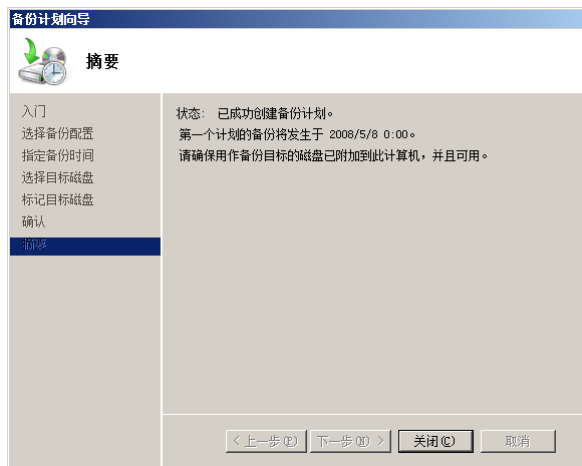 备份计划向导
摘要
入门
选择备份配置
指定备份时间
选择目标磁盘
标记目标磁盘
确认
摘要
状态: 已成功创建备份计划。
第一个计划的备份将发生于 2008/5/8 0:00。
请确保用作备份目标的磁盘已附加到此计算机，并且可用。
< 上一步(P)
下一步(N) >
关闭(C)
取消